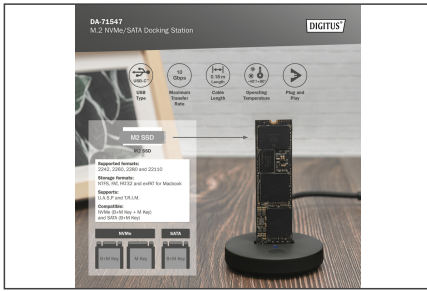 DA-71547
M.2 NVMe/SATA Docking Station
DIGITUS®
USB-C™
USB
Type
10
Gbps
Maximum
Transfer
Rate
0.18 m
Length
Cable
Length
Operating
Temperature
Plug and
Play
M2 SSD
M2 SSD
Supported formats:
2242, 2260, 2280 and 22110
Storage formats:
NTFS, FAT, FAT32 and exFAT for Macbook
Supports:
U.A.S.P and T.R.I.M.
Compatible:
NVMe (B+M Key + M Key)
and SATA (B+M Key)
NVMe
SATA
B+M Key
M Key
B+M Key